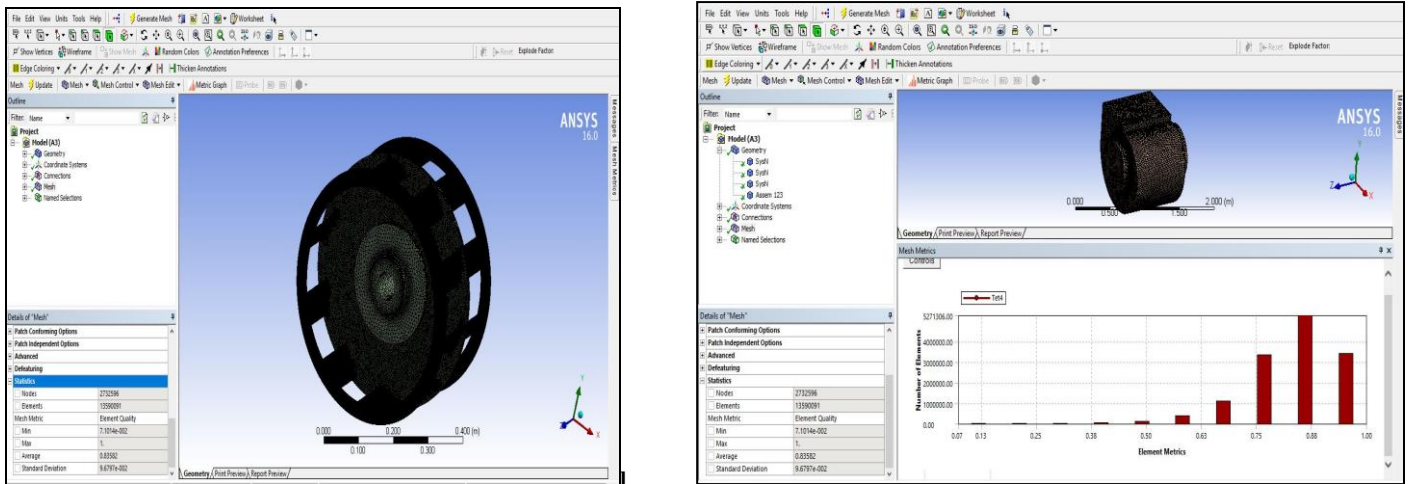 File Edit View Units Tools Help Generate Mesh Worksheet
Show Vertices Wireframe Show Mesh Random Colors Annotation Preferences Reset Explode Factor:
Edge Coloring Thicken Annotations
Mesh Update Mesh Mesh Control Mesh Edit Metric Graph Probe
Outline
Filter: Name
Project
Model (A3)
Geometry
Coordinate Systems
Connections
Mesh
Named Selections
Details of "Mesh"
Patch Conforming Options
Patch Independent Options
Advanced
Defeaturing
Statistics
Nodes 2732596
Elements 13590091
Mesh Metric Element Quality
Min 7.1014e-002
Max 1.
Average 0.83582
Standard Deviation 9.6797e-002
ANSYS
16.0
Y
X
0.000 0.200 0.400 (m)
0.100 0.300
Geometry Print Preview Report Preview
Messages
Mesh Metrics
File Edit View Units Tools Help Generate Mesh Worksheet
Show Vertices Wireframe Show Mesh Random Colors Annotation Preferences Reset Explode Factor:
Edge Coloring Thicken Annotations
Mesh Update Mesh Mesh Control Mesh Edit Metric Graph Probe
Outline
Filter: Name
Project
Model (A3)
Geometry
SysN
SysN
SysN
Assem 123
Coordinate Systems
Connections
Mesh
Named Selections
Details of "Mesh"
Patch Conforming Options
Patch Independent Options
Advanced
Defeaturing
Statistics
Nodes 2732596
Elements 13590091
Mesh Metric Element Quality
Min 7.1014e-002
Max 1.
Average 0.83582
Standard Deviation 9.6797e-002
ANSYS
16.0
Y
Z
X
0.000 2.000 (m)
0.500 1.500
Geometry Print Preview Report Preview
Messages
Mesh Metrics
Controls
Tet4
5271306.00
4000000.00
3000000.00
2000000.00
1000000.00
0.00
Number of Elements
0.07 0.13 0.25 0.38 0.50 0.63 0.75 0.88 1.00
Element Metrics